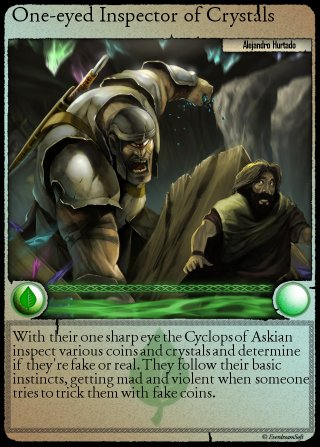 One-eyed Inspector of Crystals
Alejandro Hurtado
With their one sharp eye the Cyclops of Askian
inspect various coins and crystals and determine
if they're fake or real. They follow their basic
instincts, getting mad and violent when someone
tries to trick them with fake coins.
© EverdreamSoft